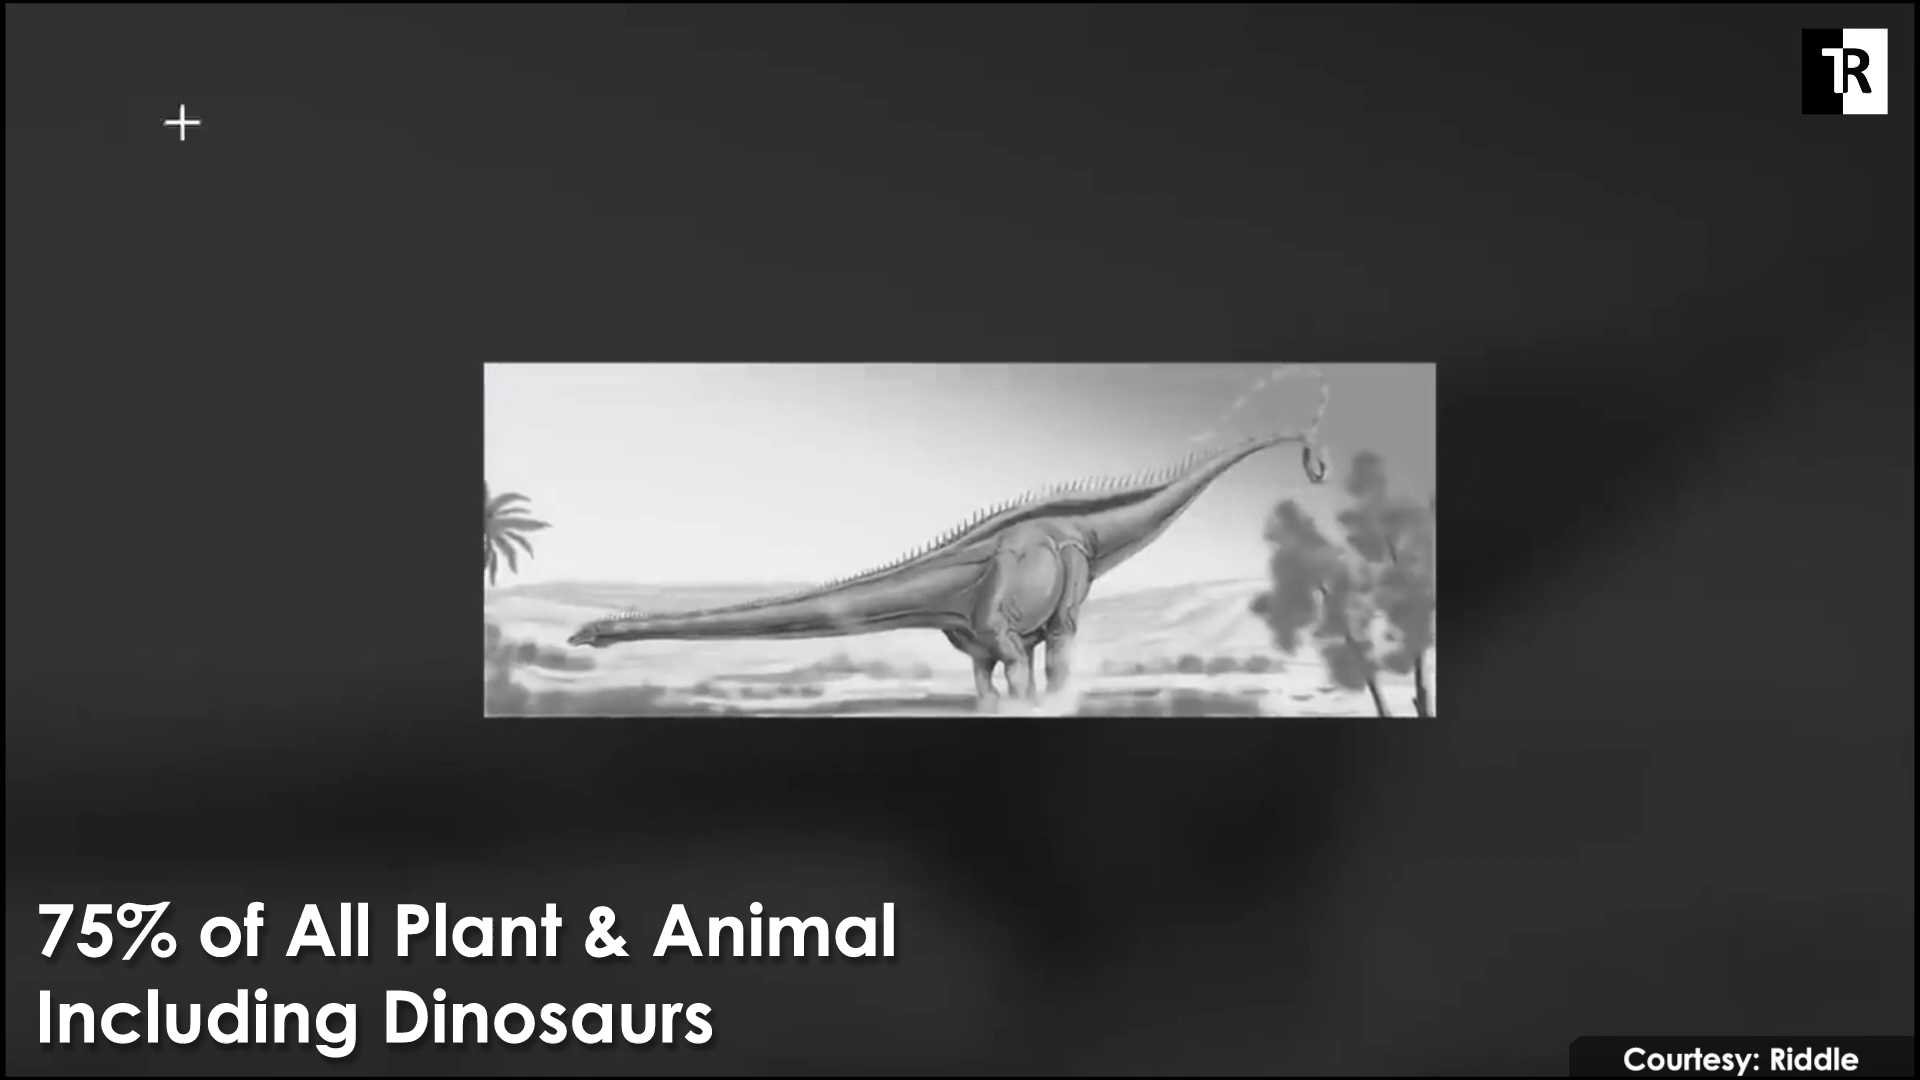 TR
75% of All Plant & Animal
Including Dinosaurs
Courtesy: Riddle